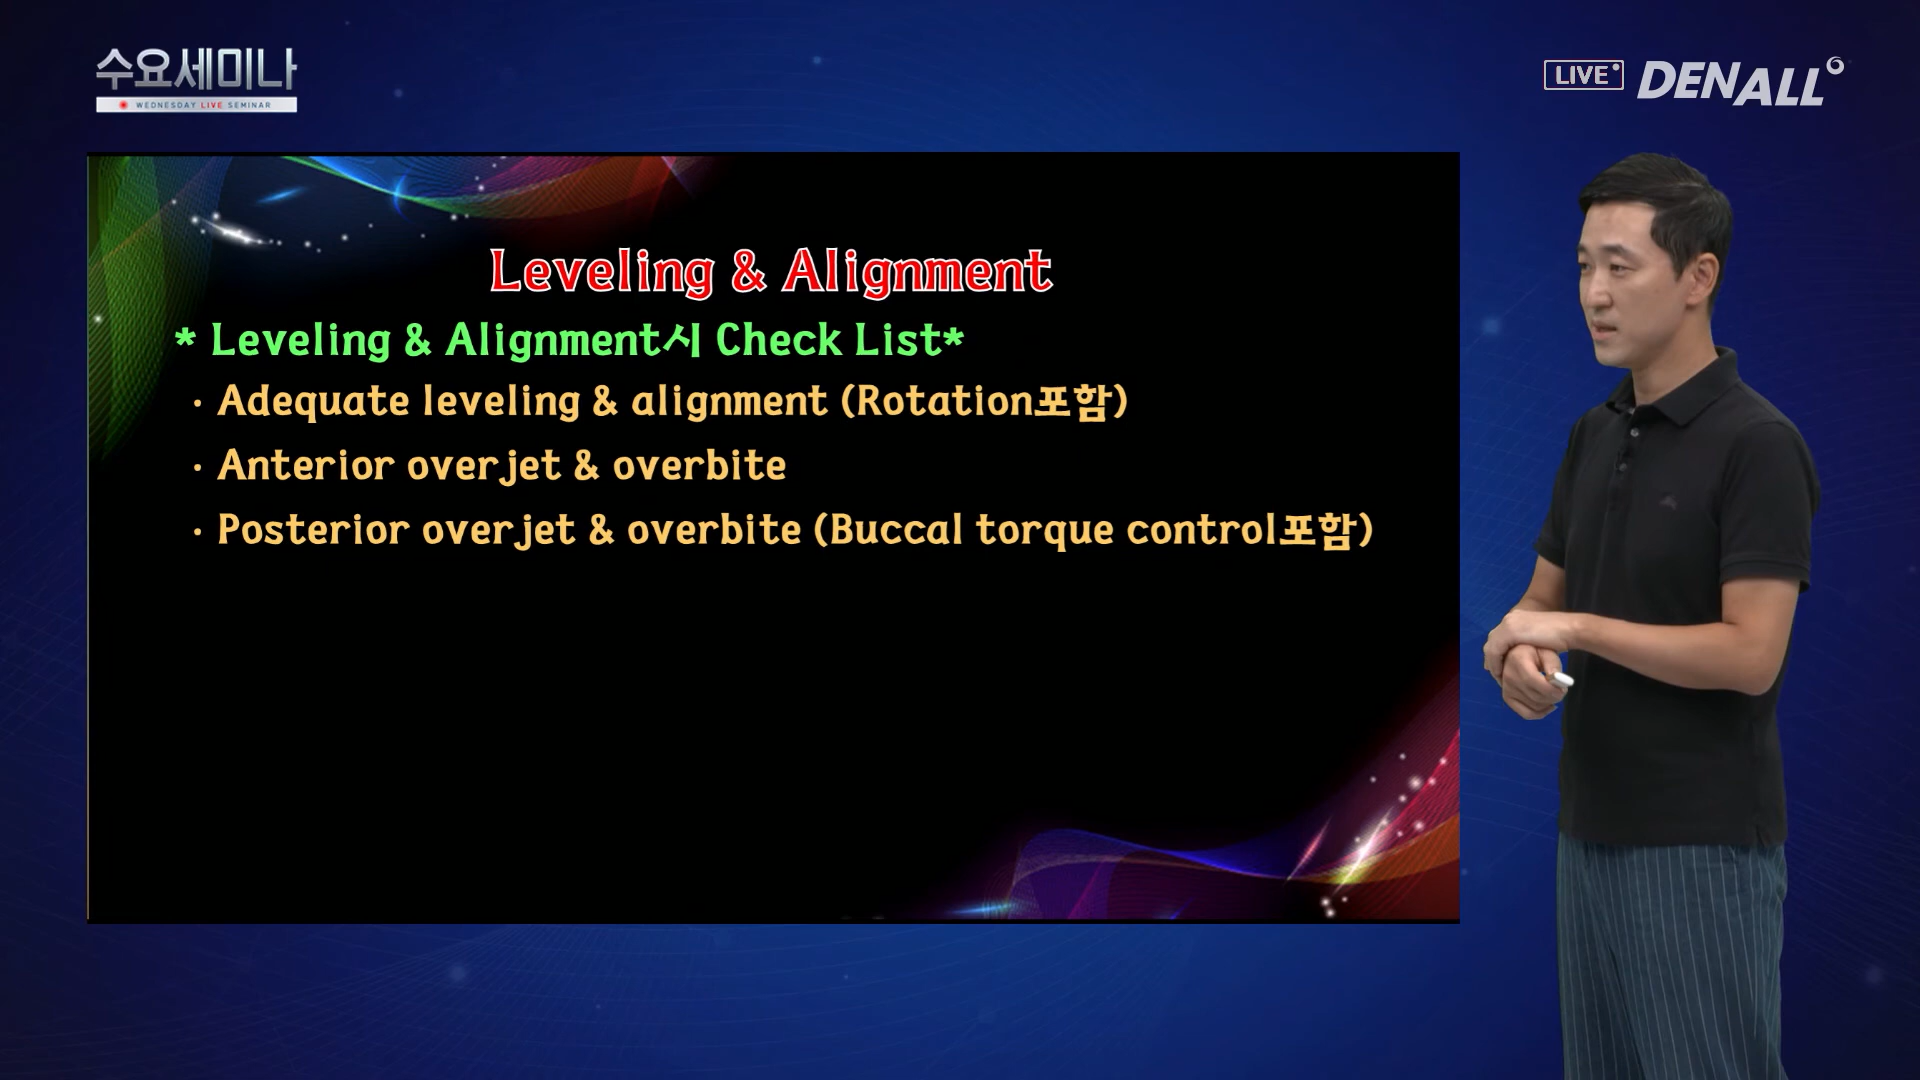 수요세미나
WEDNESDAY LIVE SEMINAR
LIVE DENALL
Leveling & Alignment
* Leveling & Alignment시 Check List*
· Adequate leveling & alignment (Rotation포함)
· Anterior overjet & overbite
· Posterior overjet & overbite (Buccal torque control포함)